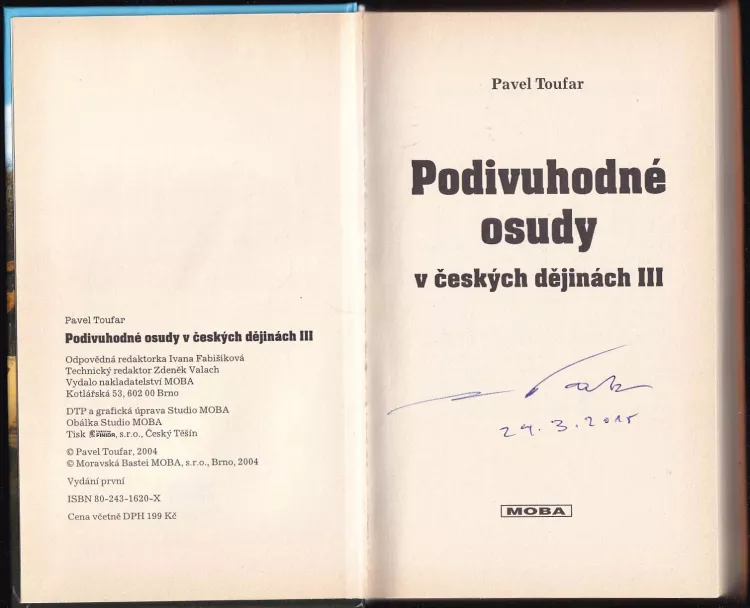 Pavel Toufar
Podivuhodné osudy v českých dějinách III
Odpovědná redaktorka Ivana Fabišiková
Technický redaktor Zdeněk Valach
Vydalo nakladatelství MOBA
Kotlářská 53, 602 00 Brno
DTP a grafická úprava Studio MOBA
Obálka Studio MOBA
Tisk FINIDR, s.r.o., Český Těšín
© Pavel Toufar, 2004
© Moravská Bastei MOBA, s.r.o., Brno, 2004
Vydání první
ISBN 80-243-1620-X
Cena včetně DPH 199 Kč
Pavel Toufar
Podivuhodné
osudy
v českých dějinách III
29. 3. 2015
MOBA